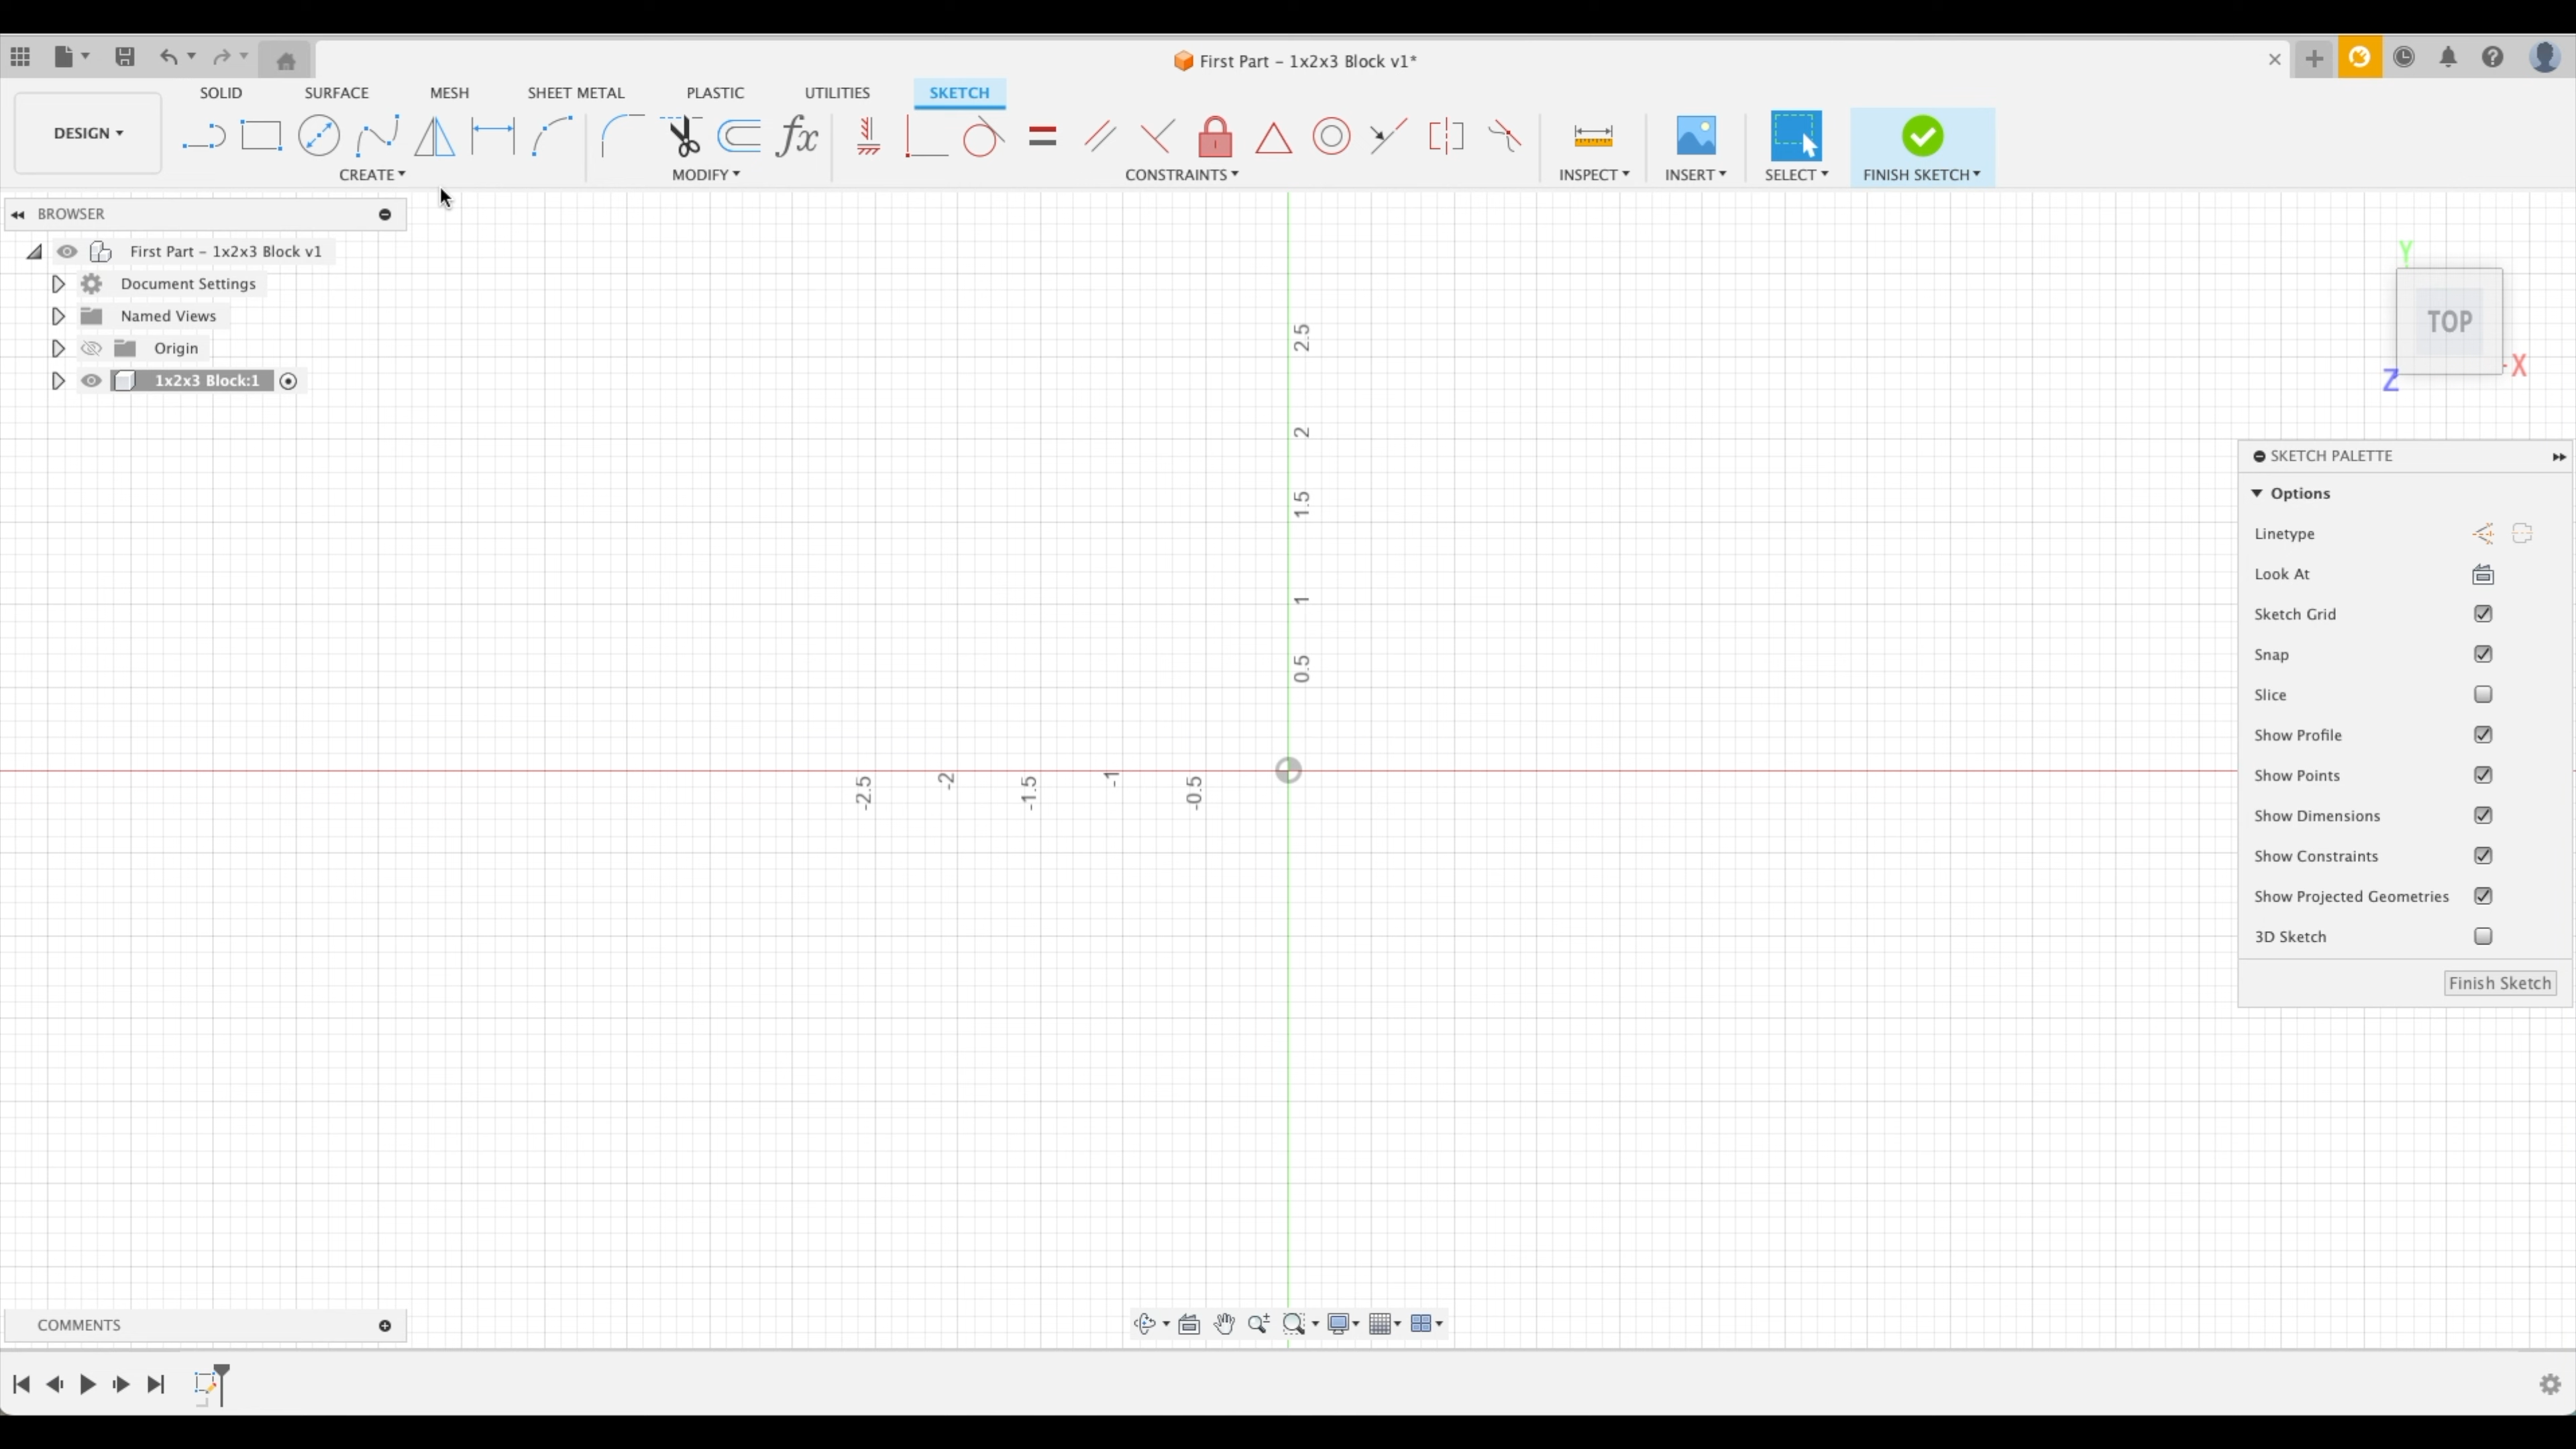 First Part – 1x2x3 Block v1*
SOLID SURFACE MESH SHEET METAL PLASTIC UTILITIES SKETCH
DESIGN
fx
CREATE MODIFY CONSTRAINTS INSPECT INSERT SELECT FINISH SKETCH
BROWSER
First Part – 1x2x3 Block v1
Document Settings
Named Views
Origin
1x2x3 Block:1
Y
TOP
X
Z
2.5
2
1.5
1
0.5
-2.5 -2 -1.5 -1 -0.5
SKETCH PALETTE
Options
Linetype
Look At
Sketch Grid
Snap
Slice
Show Profile
Show Points
Show Dimensions
Show Constraints
Show Projected Geometries
3D Sketch
Finish Sketch
COMMENTS